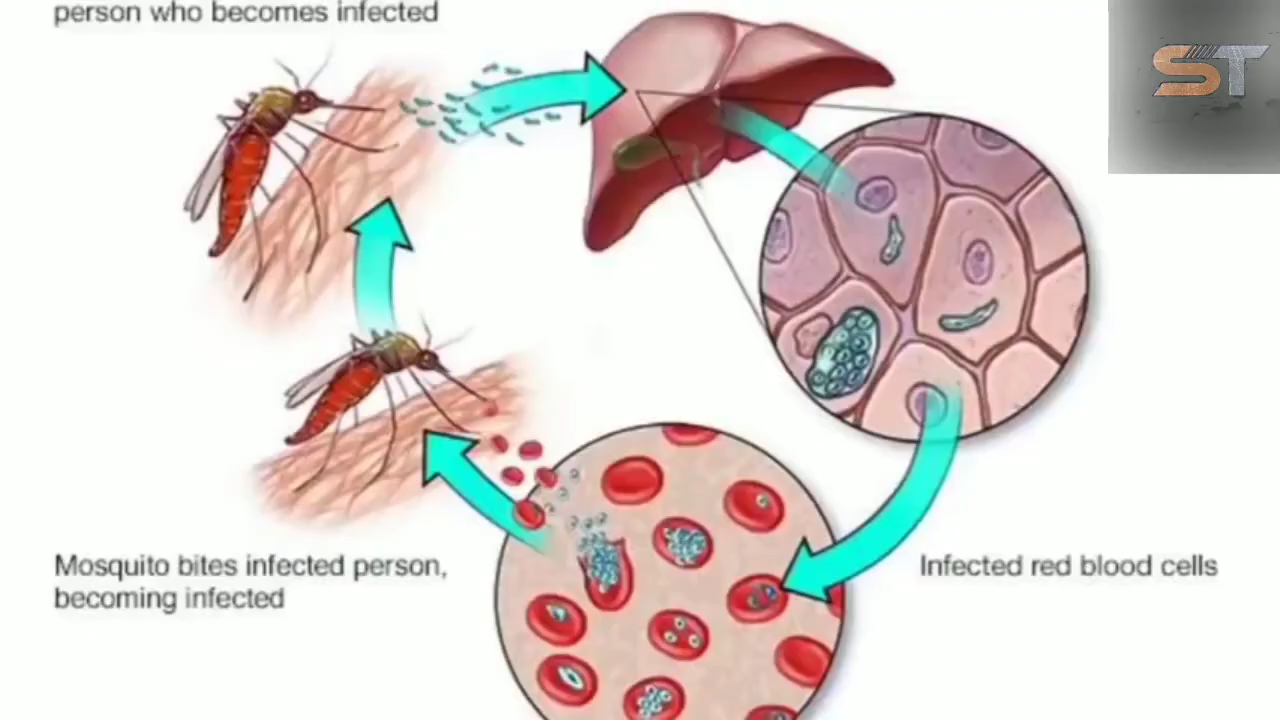 person who becomes infected
ST
Mosquito bites infected person,
becoming infected
Infected red blood cells